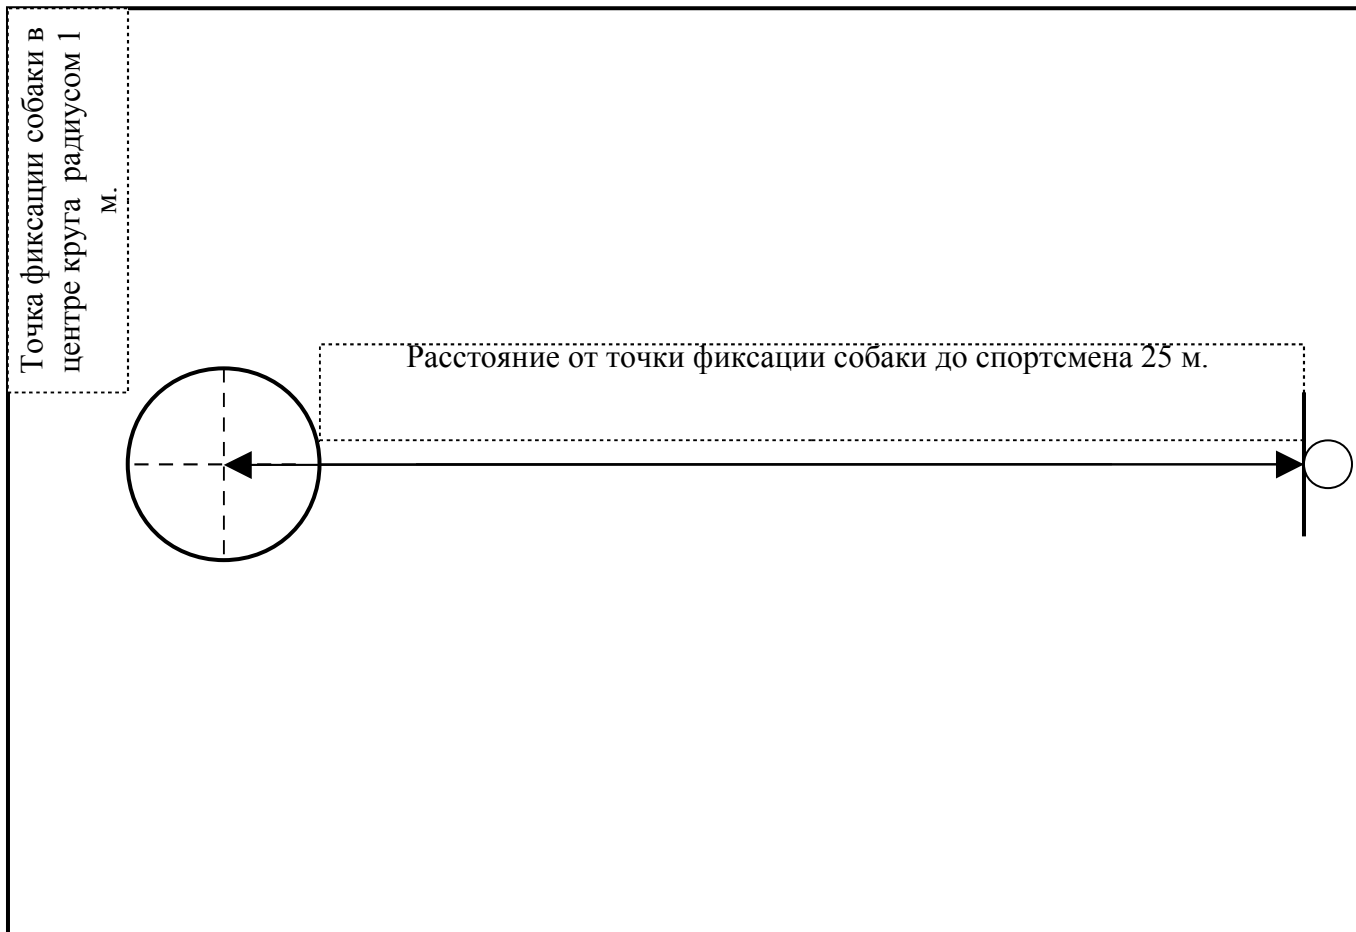 Точка фиксации собаки в
центре круга радиусом 1
м.
Расстояние от точки фиксации собаки до спортсмена 25 м.